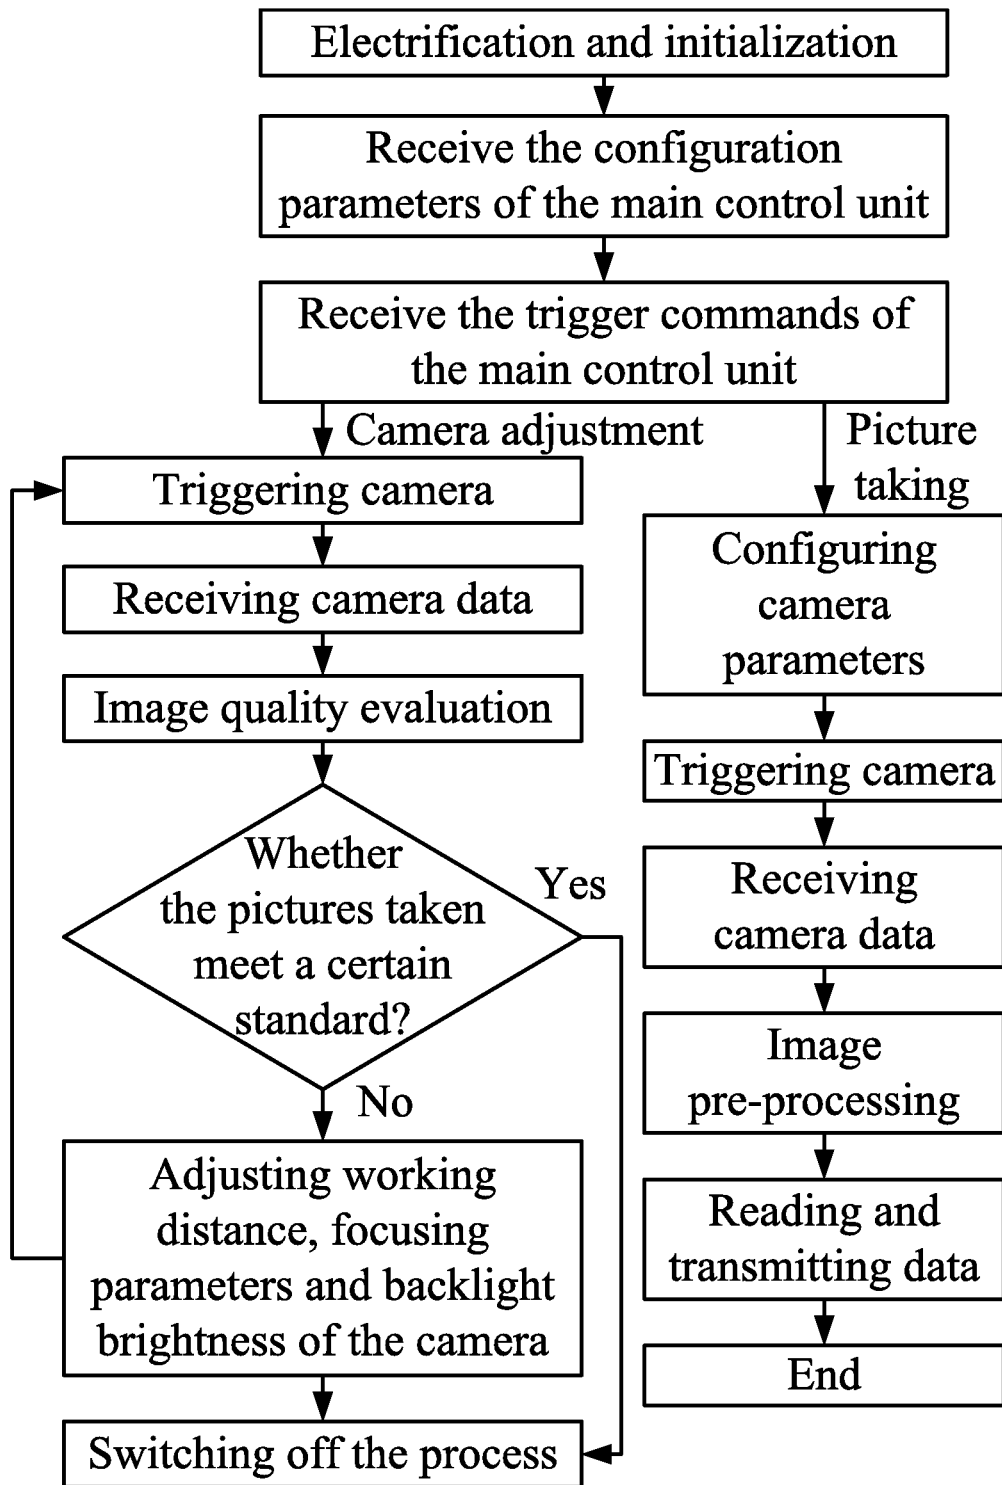 Electrification and initialization
Receive the configuration
parameters of the main control unit
Receive the trigger commands of
the main control unit
Camera adjustment
Triggering camera
Receiving camera data
Image quality evaluation
Whether
the pictures taken
meet a certain
standard?
Yes
No
Adjusting working
distance, focusing
parameters and backlight
brightness of the camera
Switching off the process
Picture
taking
Configuring
camera
parameters
Triggering camera
Receiving
camera data
Image
pre-processing
Reading and
transmitting data
End